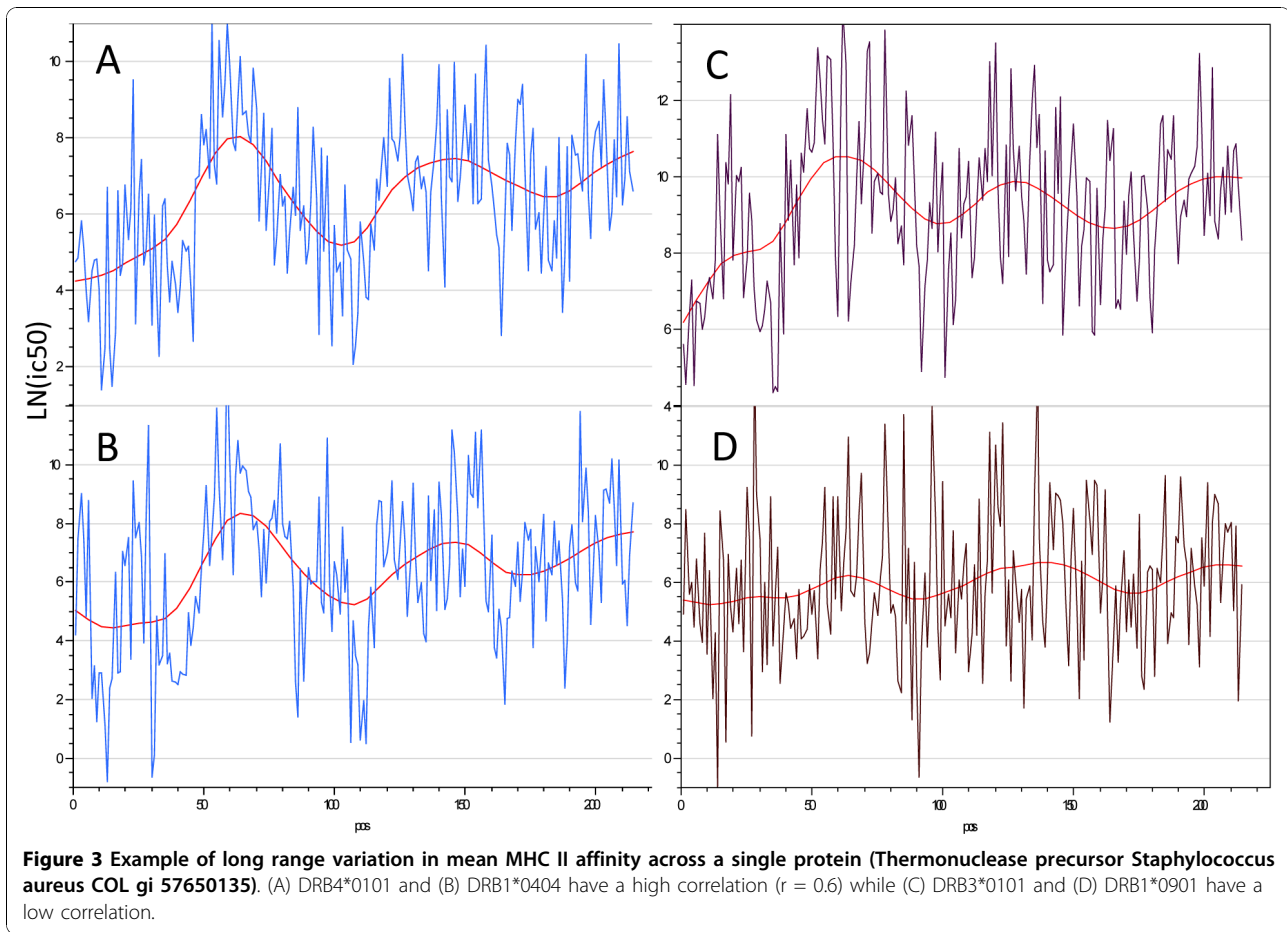 A
C
10
8
6
4
2
12
10
8
6
4
LN(ic50)
B
D
10
8
6
4
2
0
10
8
6
4
2
0
0 50 100 150 200
pos
0 50 100 150 200
pos
Figure 3 Example of long range variation in mean MHC II affinity across a single protein (Thermonuclease precursor Staphylococcus
aureus COL gi 57650135). (A) DRB4*0101 and (B) DRB1*0404 have a high correlation (r = 0.6) while (C) DRB3*0101 and (D) DRB1*0901 have a
low correlation.